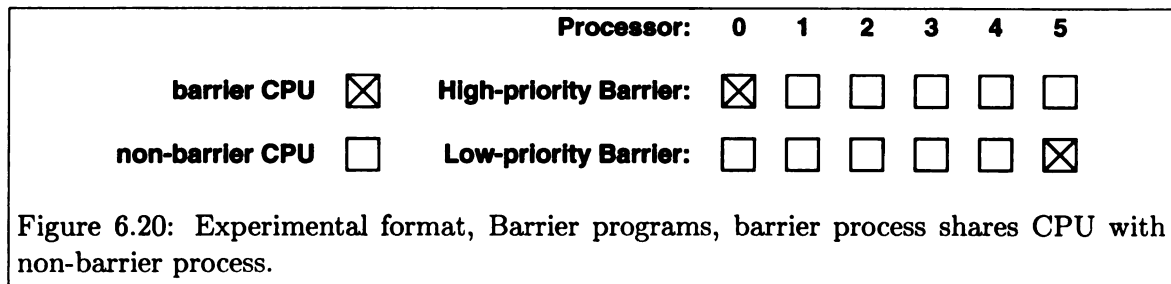 Processor: 0 1 2 3 4 5
barrier CPU High-priority Barrier:
non-barrier CPU Low-priority Barrier:
Figure 6.20: Experimental format, Barrier programs, barrier process shares CPU with
non-barrier process.